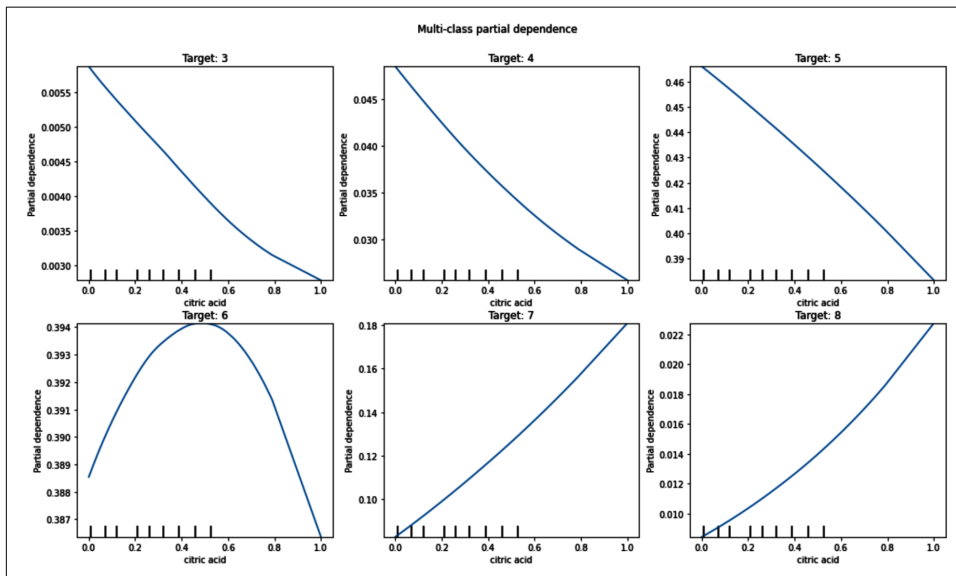 Multi-class partial dependence
Target: 3
Partial dependence
0.0055
0.0050
0.0045
0.0040
0.0035
0.0030
0.0 0.2 0.4 0.6 0.8 1.0
citric acid
Target: 4
Partial dependence
0.045
0.040
0.035
0.030
0.0 0.2 0.4 0.6 0.8 1.0
citric acid
Target: 5
Partial dependence
0.46
0.45
0.44
0.43
0.42
0.41
0.40
0.39
0.0 0.2 0.4 0.6 0.8 1.0
citric acid
Target: 6
Partial dependence
0.394
0.393
0.392
0.391
0.390
0.389
0.388
0.387
0.0 0.2 0.4 0.6 0.8 1.0
citric acid
Target: 7
Partial dependence
0.18
0.16
0.14
0.12
0.10
0.0 0.2 0.4 0.6 0.8 1.0
citric acid
Target: 8
Partial dependence
0.022
0.020
0.018
0.016
0.014
0.012
0.010
0.0 0.2 0.4 0.6 0.8 1.0
citric acid